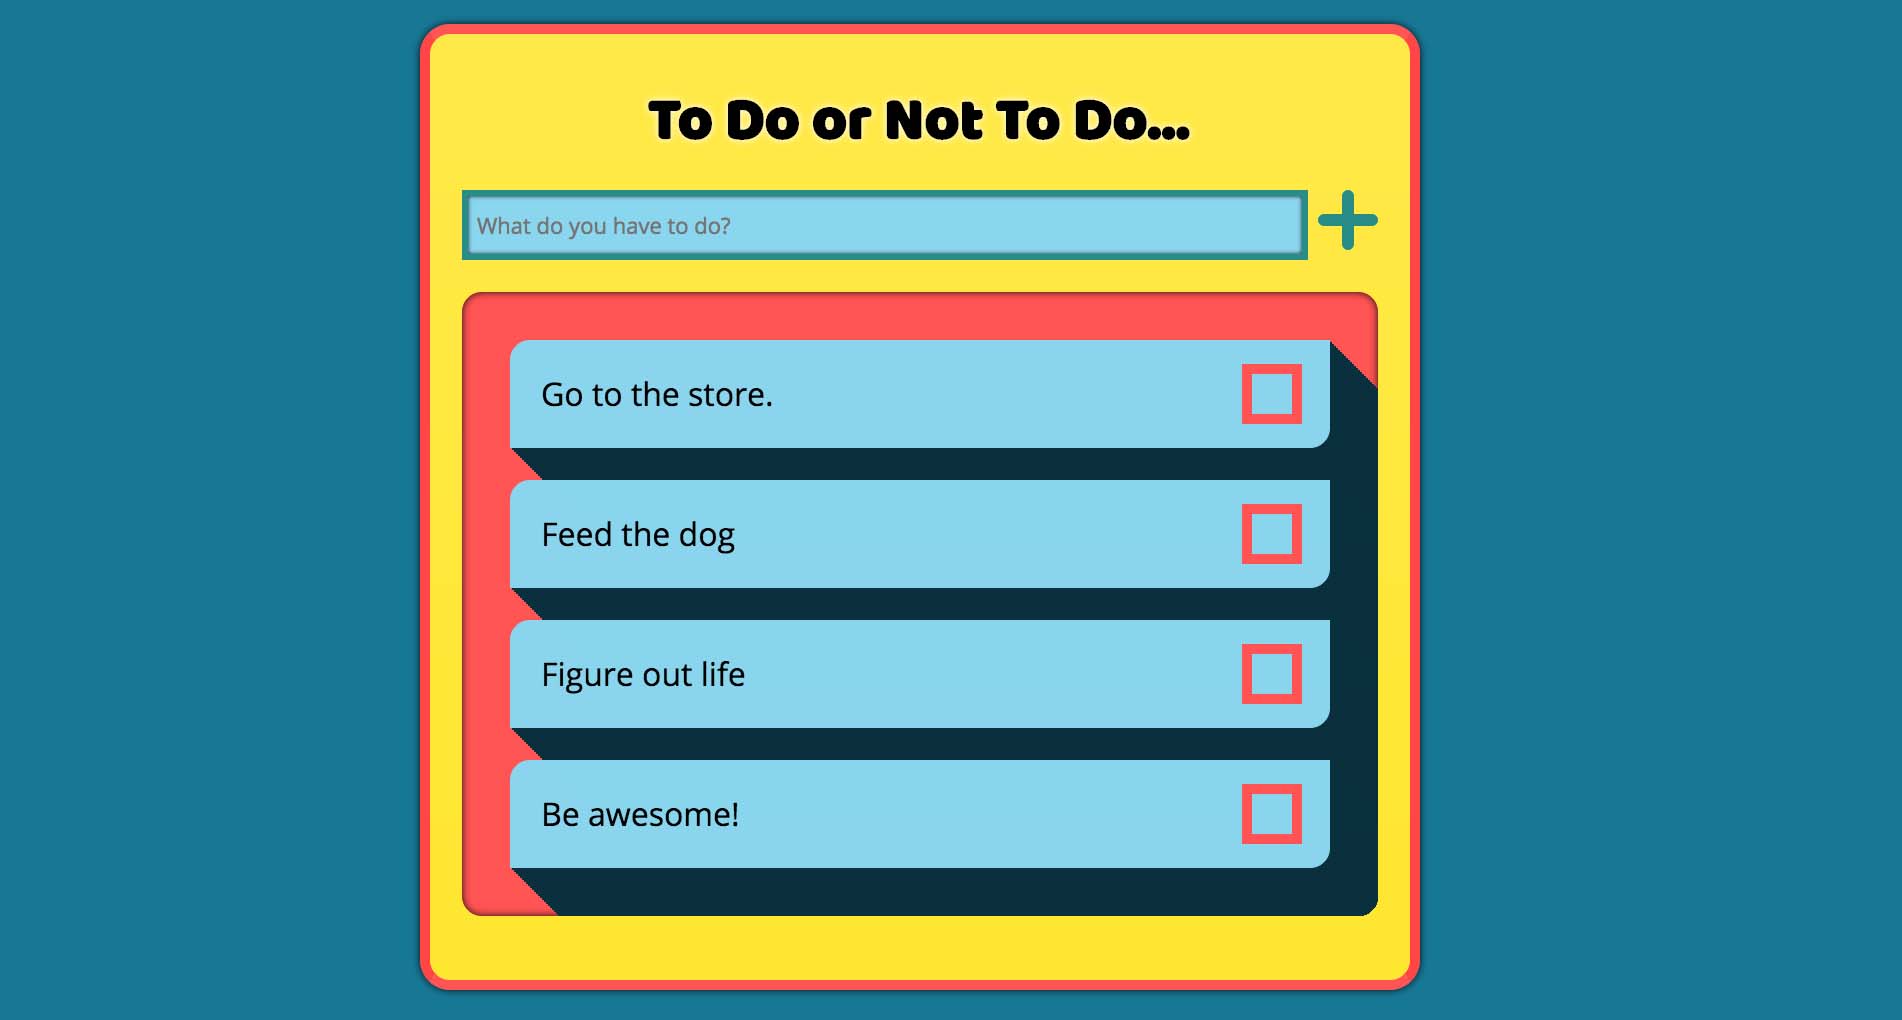 To Do or Not To Do...
What do you have to do?
Go to the store.
Feed the dog
Figure out life
Be awesome!